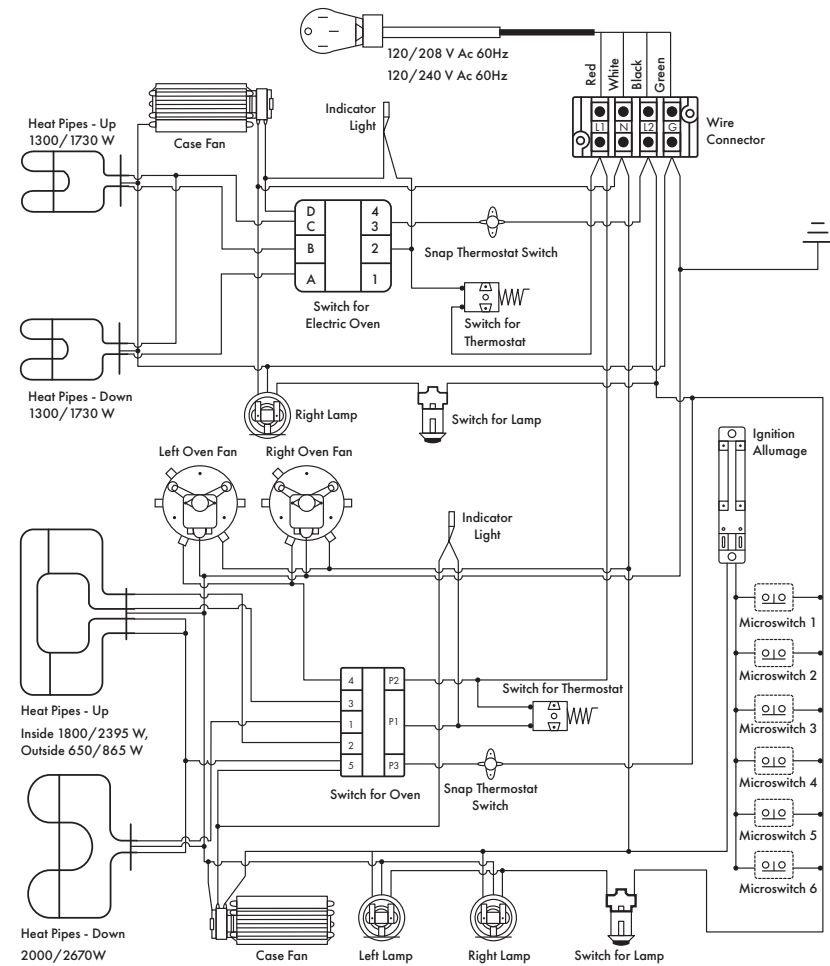 120/208 V Ac 60Hz
120/240 V Ac 60Hz
Red
White
Black
Green
L1
N
L2
G
Wire
Connector
Heat Pipes - Up
1300/1730 W
Case Fan
Indicator
Light
D
C
B
A
4
3
2
1
Switch for
Electric Oven
Snap Thermostat Switch
Switch for
Thermostat
Heat Pipes - Down
1300/1730 W
Right Lamp
Switch for Lamp
Left Oven Fan
Right Oven Fan
Ignition
Allumage
Indicator
Light
Microswitch 1
Microswitch 2
Microswitch 3
Microswitch 4
Microswitch 5
Microswitch 6
Heat Pipes - Up
Inside 1800/2395 W,
Outside 650/865 W
4
3
1
2
5
P2
P1
P3
Switch for Oven
Switch for Thermostat
Snap Thermostat
Switch
Heat Pipes - Down
2000/2670W
Case Fan
Left Lamp
Right Lamp
Switch for Lamp